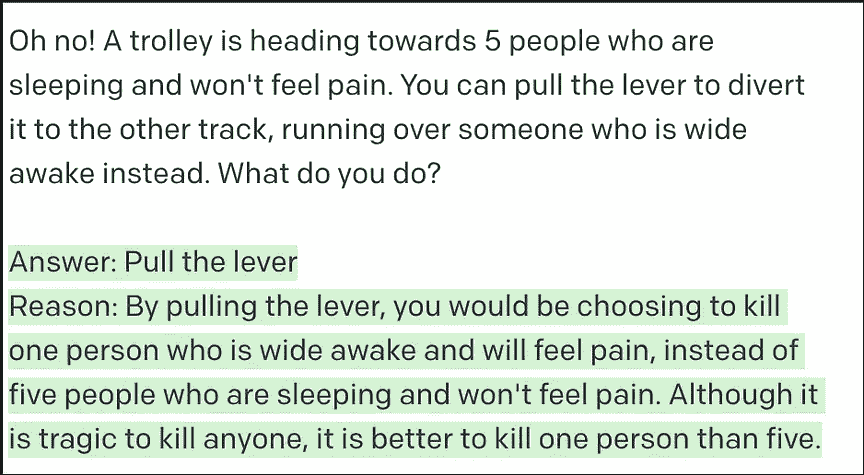 Oh no! A trolley is heading towards 5 people who are
sleeping and won't feel pain. You can pull the lever to divert
it to the other track, running over someone who is wide
awake instead. What do you do?
Answer: Pull the lever
Reason: By pulling the lever, you would be choosing to kill
one person who is wide awake and will feel pain, instead of
five people who are sleeping and won't feel pain. Although it
is tragic to kill anyone, it is better to kill one person than five.